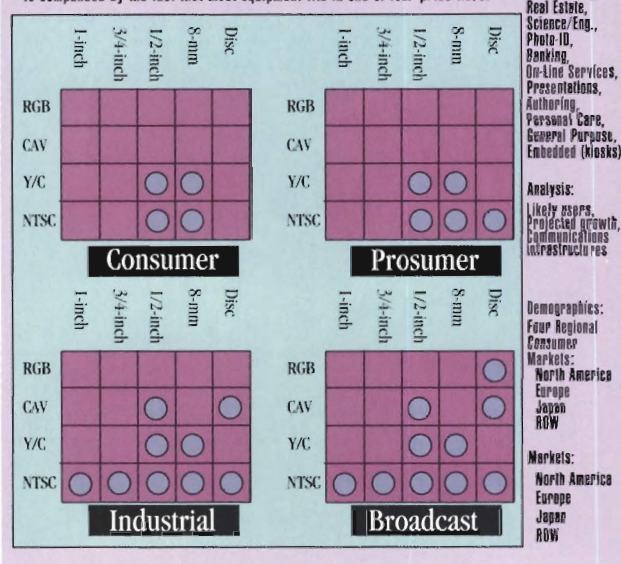 1-inch
3/4-inch
1/2-inch
8-mm
Disc
RGB
CAV
Y/C
NTSC
Consumer
1-inch
3/4-inch
1/2-inch
8-mm
Disc
RGB
CAV
Y/C
NTSC
Prosumer
1-inch
3/4-inch
1/2-inch
8-mm
Disc
RGB
CAV
Y/C
NTSC
Industrial
1-inch
3/4-inch
1/2-inch
8-mm
Disc
RGB
CAV
Y/C
NTSC
Broadcast
Real Estate,
Science/Eng.,
Photo-ID,
Banking,
On-Line Services,
Presentations,
Authoring,
Personal Care,
General Purpose,
Embedded (kiosks)
Analysis:
Likely users,
Projected growth,
Communications
infrastructures
Demographics:
Four Regional
Consumer
Markets:
North America
Europe
Japan
ROW
Markets:
North America
Europe
Japan
ROW